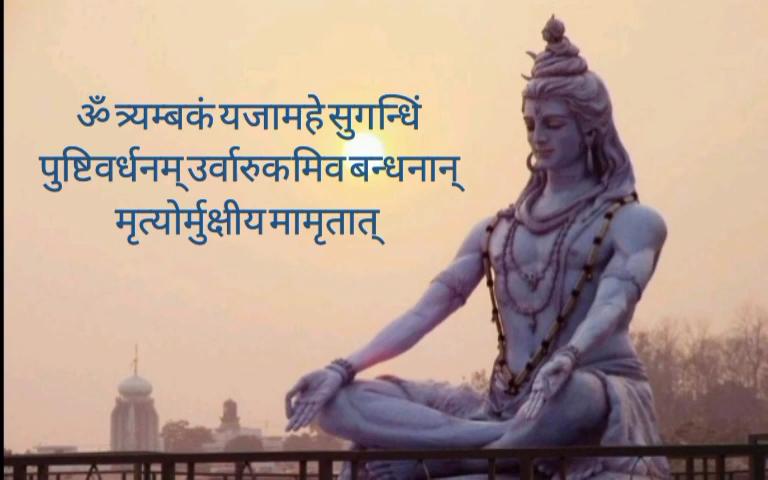 ॐ त्र्यम्बकं यजामहे सुगन्धिं
पुष्टिवर्धनम् उर्वारुकमिव बन्धनान्
मृत्योर्मुक्षीय मामृतात्